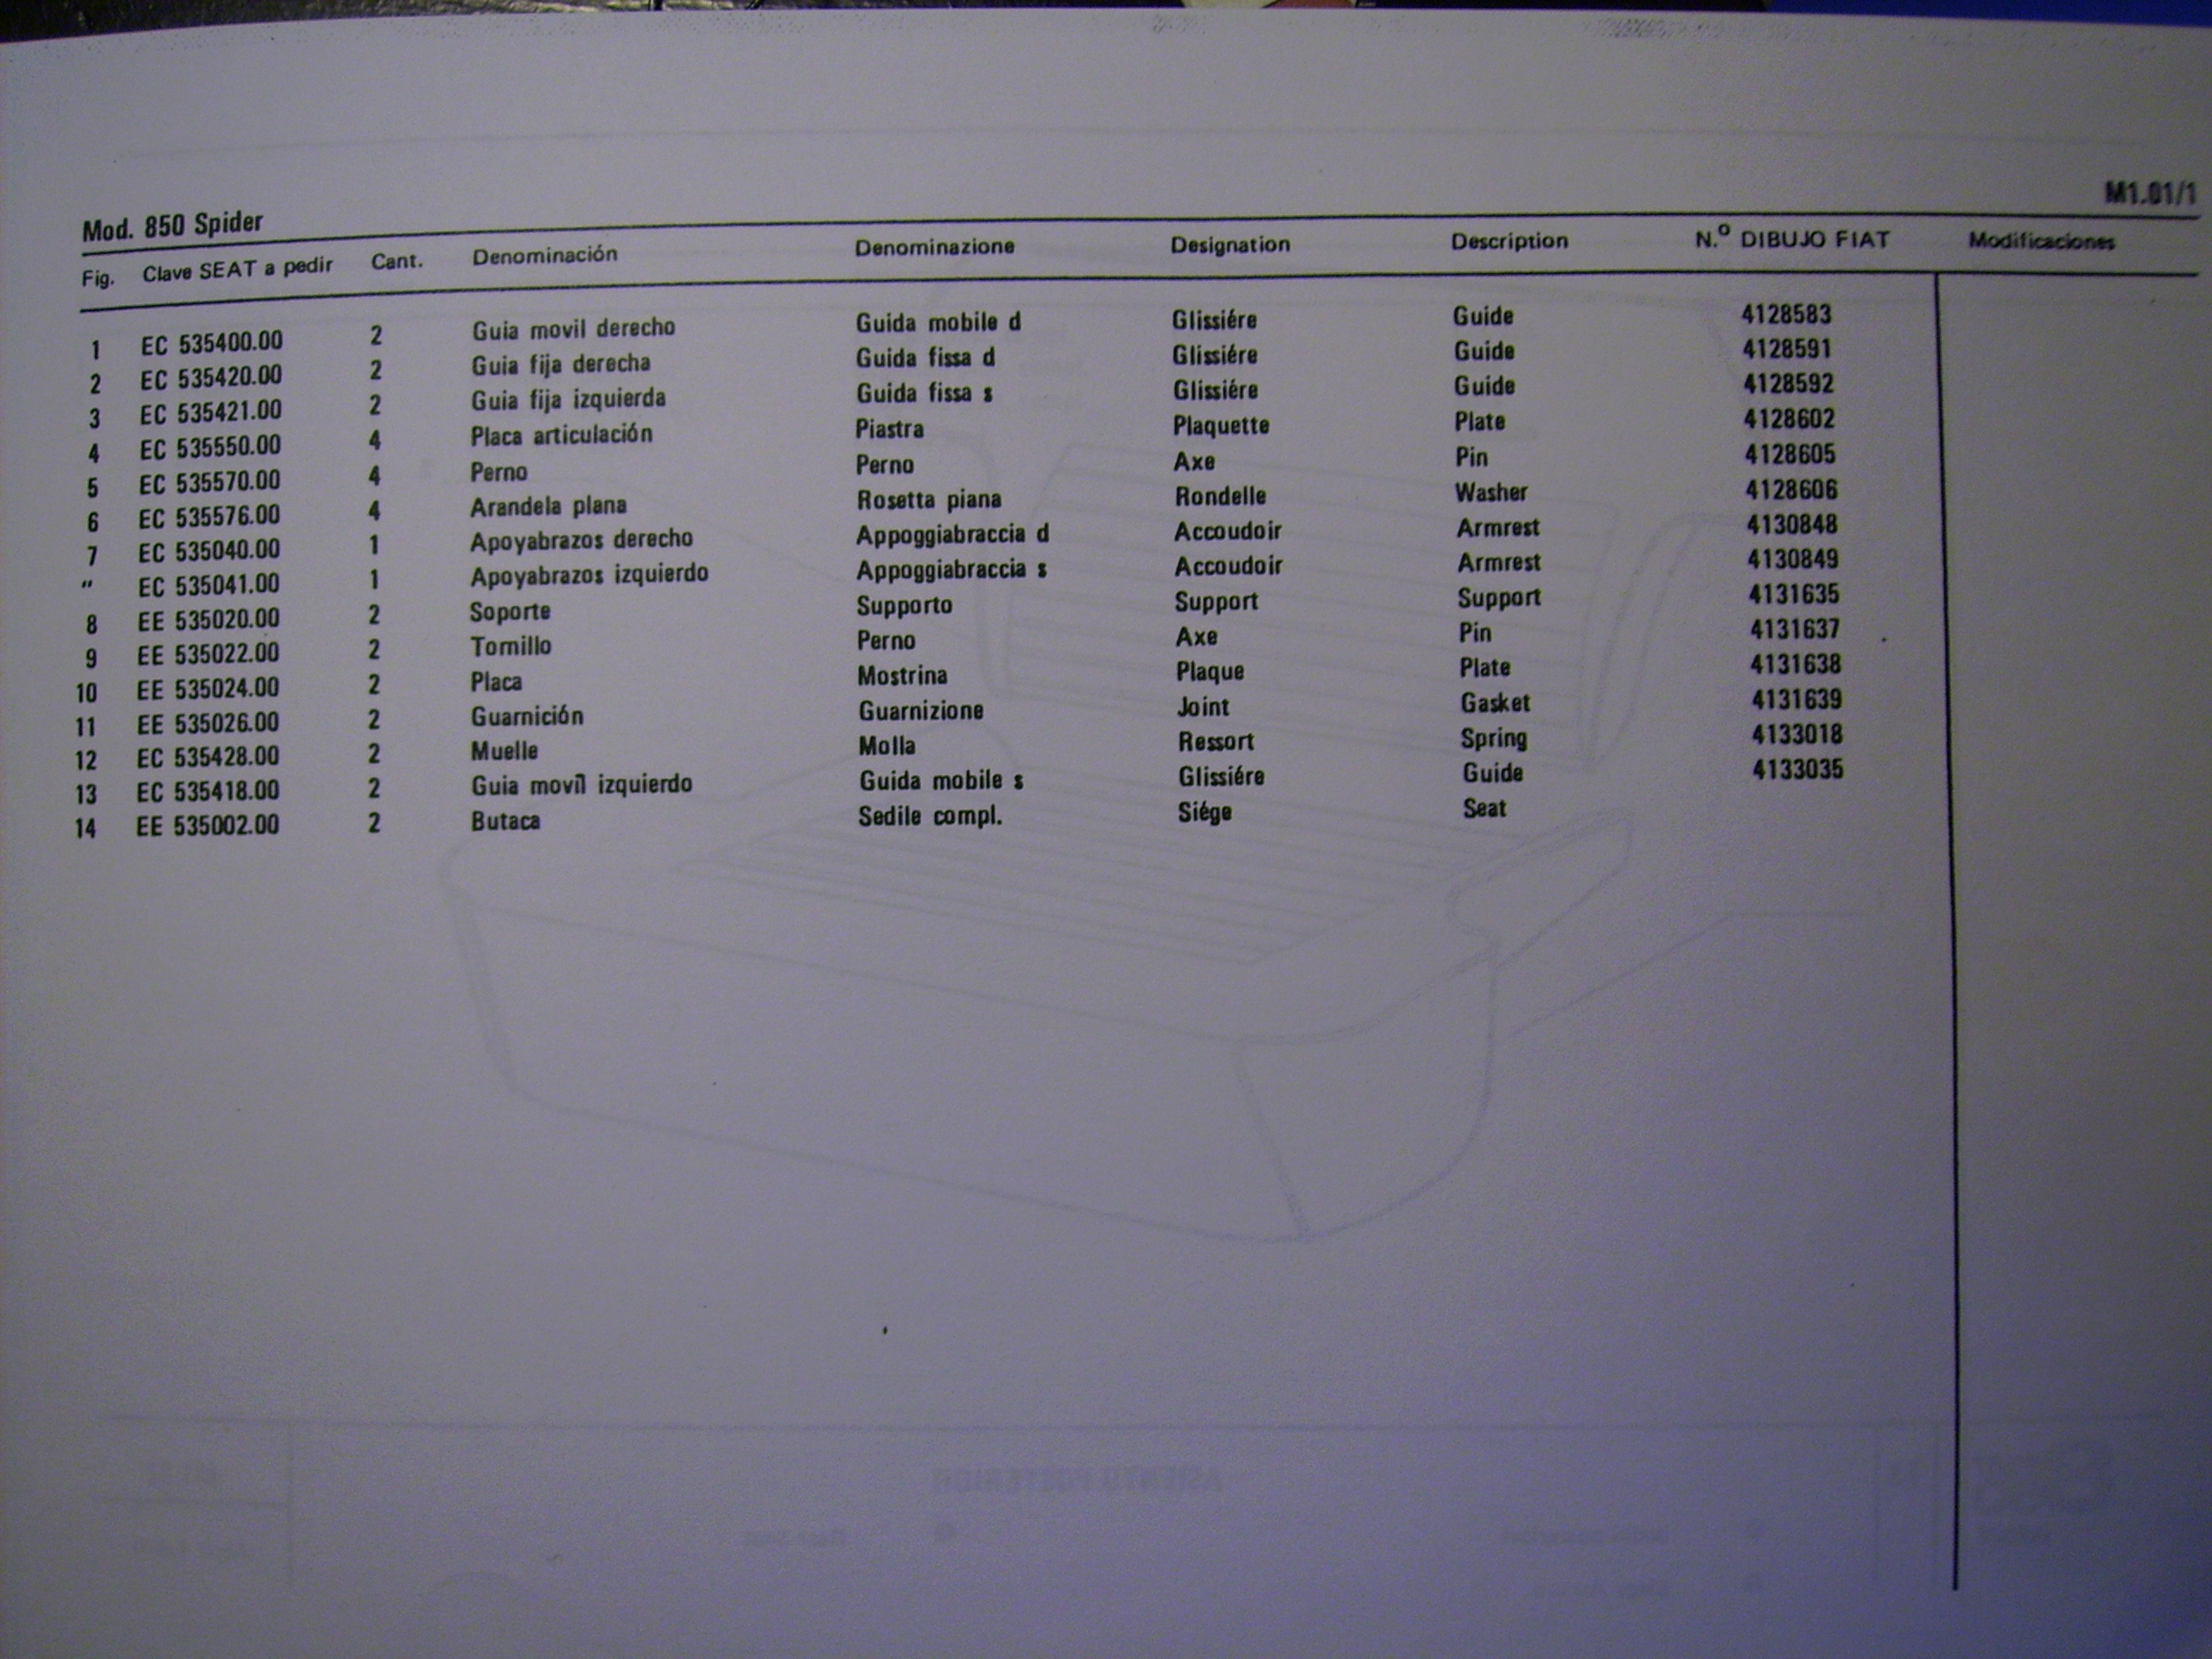 M1.01/1
Mod. 850 Spider
Fig. Clave SEAT a pedir Cant. Denominación Denominazione Designation Description N.º DIBUJO FIAT Modificaciones
1 EC 535400.00 2 Guia movil derecho Guida mobile d Glissiére Guide 4128583
2 EC 535420.00 2 Guia fija derecha Guida fissa d Glissiére Guide 4128591
3 EC 535421.00 2 Guia fija izquierda Guida fissa s Glissiére Guide 4128592
4 EC 535550.00 4 Placa articulación Piastra Plaquette Plate 4128602
5 EC 535570.00 4 Perno Perno Axe Pin 4128605
6 EC 535576.00 4 Arandela plana Rosetta piana Rondelle Washer 4128606
7 EC 535040.00 1 Apoyabrazos derecho Appoggiabraccia d Accoudoir Armrest 4130848
" EC 535041.00 1 Apoyabrazos izquierdo Appoggiabraccia s Accoudoir Armrest 4130849
8 EE 535020.00 2 Soporte Supporto Support Support 4131635
9 EE 535022.00 2 Tornillo Perno Axe Pin 4131637
10 EE 535024.00 2 Placa Mostrina Plaque Plate 4131638
11 EE 535026.00 2 Guarnición Guarnizione Joint Gasket 4131639
12 EC 535428.00 2 Muelle Molla Ressort Spring 4133018
13 EC 535418.00 2 Guia movil izquierdo Guida mobile s Glissiére Guide 4133035
14 EE 535002.00 2 Butaca Sedile compl. Siége Seat
ASIENTO POSTERIOR